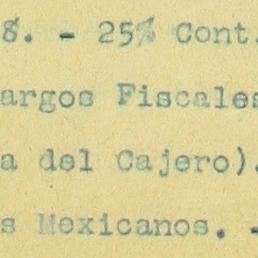 8. - 25% Cont.
argos Fiscales
a del Cajero).
s Mexicanos. -